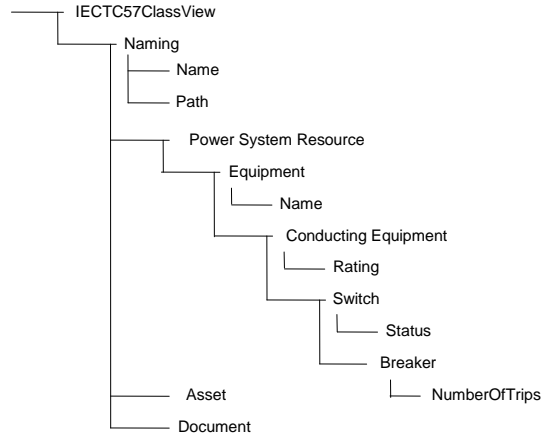 IECTC57ClassView
Naming
Name
Path
Power System Resource
Equipment
Name
Conducting Equipment
Rating
Switch
Status
Breaker
NumberOfTrips
Asset
Document